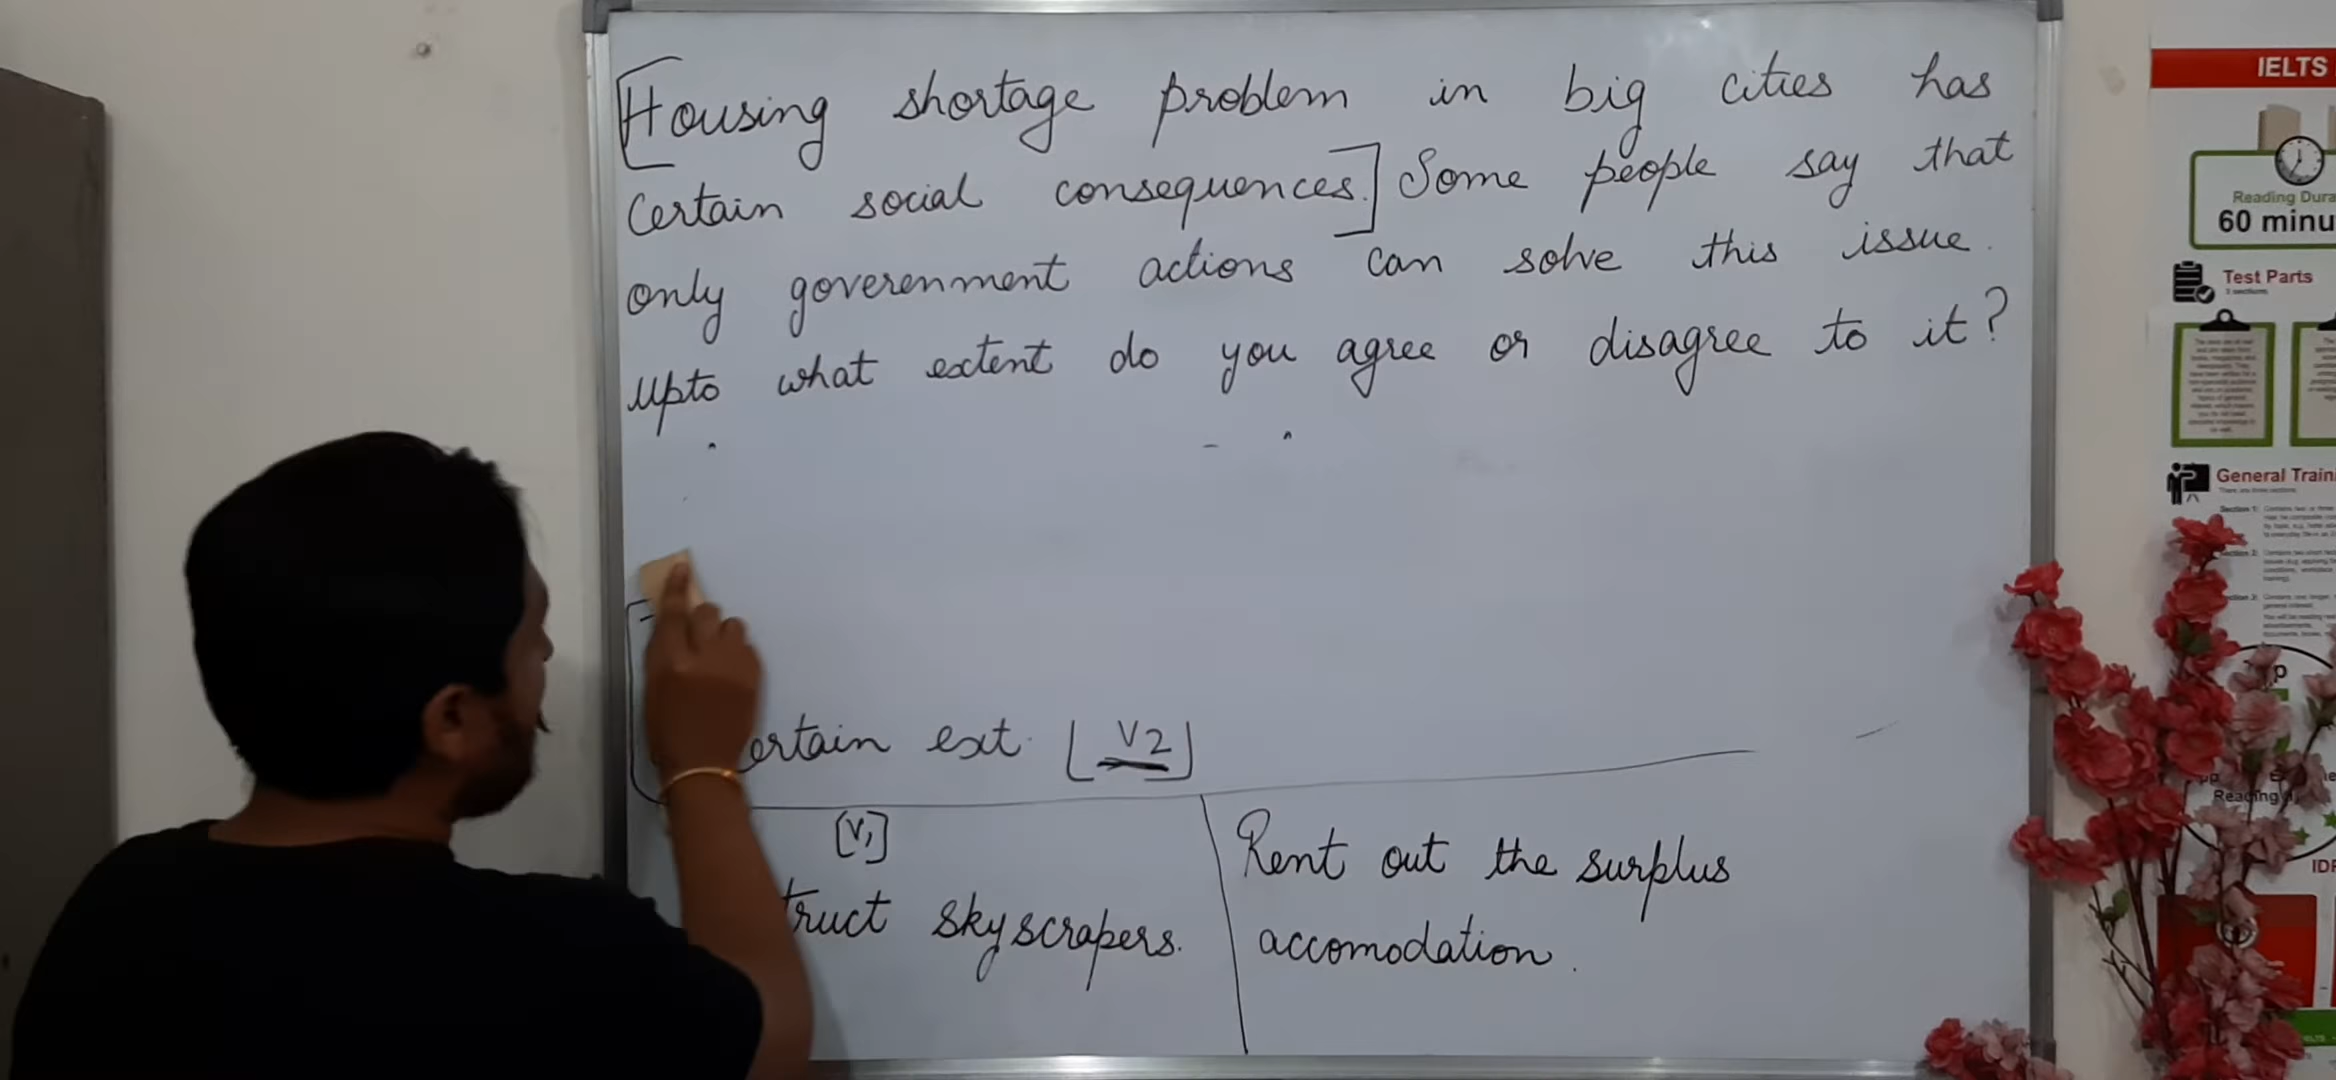 Housing shortage problem in big cities has
Certain social consequences. Some people say that
only goverenment actions can solve this issue.
Upto what extent do you agree or disagree to it?
ertain ext. [V2]
[V1]
truct skyscrapers.
Rent out the surplus
accomodation.
IELTS
Reading Dura
60 minu
Test Parts
General Traini
Reading